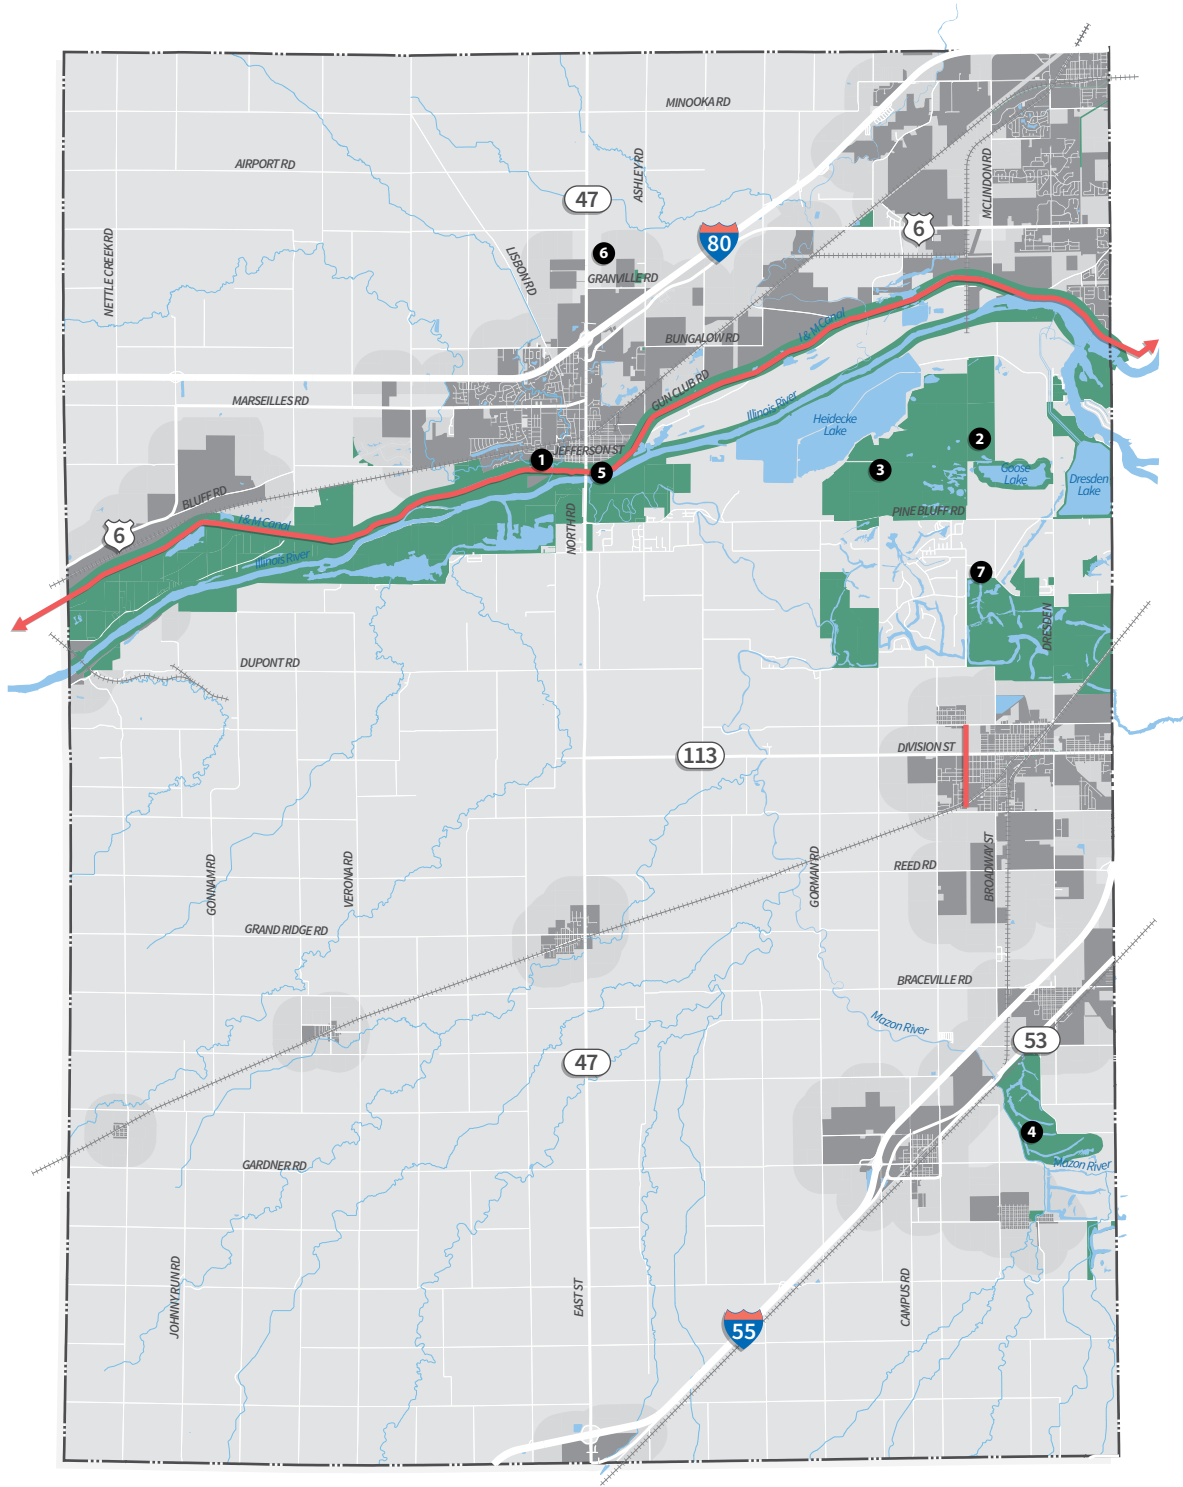 MINOOKA RD
AIRPORT RD
ASHLEY RD
MCLINDON RD
47
6
80
NETTLE CREEK RD
LISBON RD
6
GRANVILLE RD
I & M Canal
BUNGALOW RD
GUN CLUB RD
MARSEILLES RD
Illinois River
Heidecke
Lake
2
JEFFERSON ST
1
5
3
Goose
Lake
Dresden
Lake
BLUFF RD
PINE BLUFF RD
I & M Canal
6
NORTH RD
Illinois River
7
DRESDEN
DUPONT RD
DIVISION ST
113
GONNAM RD
VERONA RD
GORMAN RD
REED RD
BROADWAY ST
GRAND RIDGE RD
BRACEVILLE RD
Mazon River
53
47
4
GARDNER RD
Mazon River
JOHNNY RUN RD
EAST ST
CAMPUS RD
55